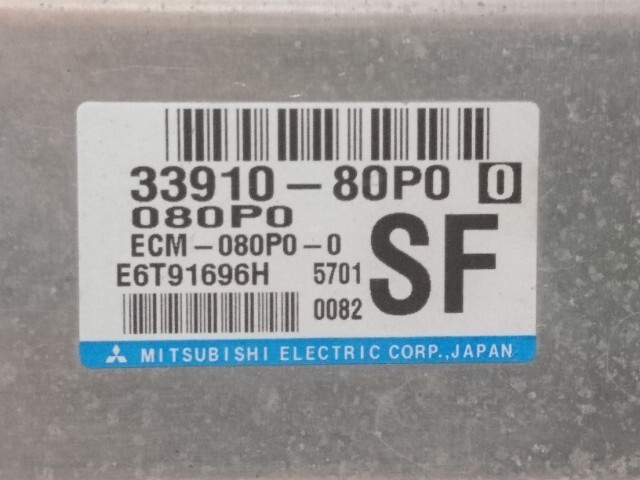 33910-80P0 0
080P0
ECM-080P0-0
E6T91696H 5701
0082
SF
MITSUBISHI ELECTRIC CORP., JAPAN